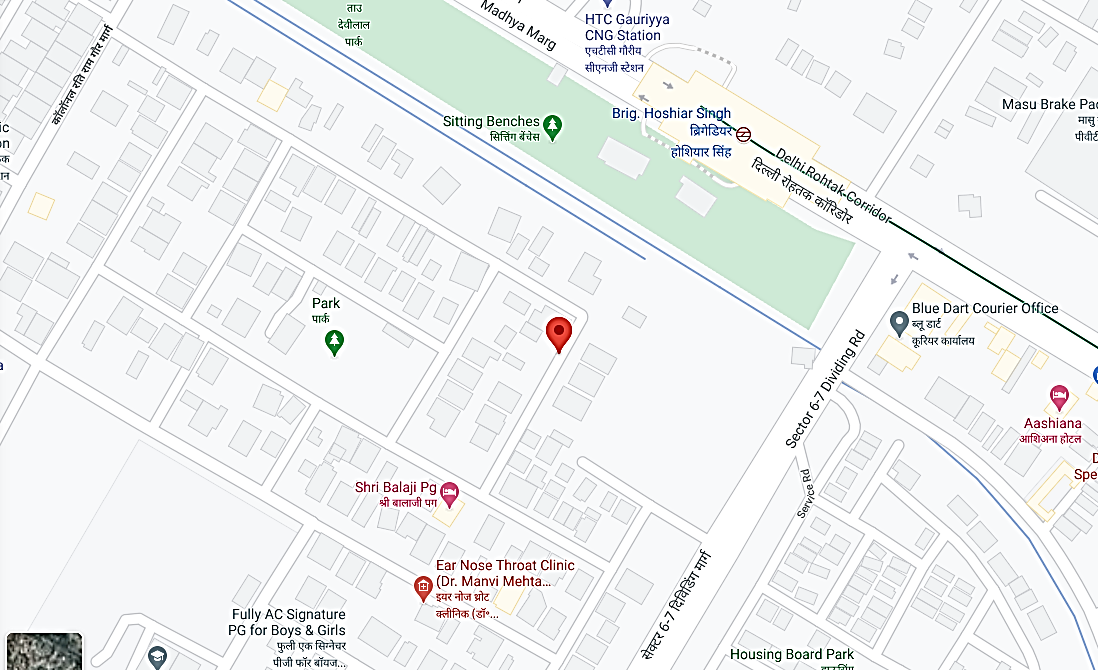 ताउ
देवीलाल
पार्क
Madhya Marg
HTC Gauriyya
CNG Station
एचटीसी गौरीय
सीएनजी स्टेशन
कॉलोनल रति राम गौर मार्ग
Sitting Benches
सित्तिंग बेंचेस
Brig. Hoshiar Singh
ब्रिगेडियर
होशियार सिंह
Masu Brake Pad
मासू
पीवीटी
Delhi Rohtak Corridor
दिल्ली रोहतक कॉरिडोर
Park
पार्क
Blue Dart Courier Office
ब्लू डार्ट
कूरियर कार्यालय
Sector 6-7 Dividing Rd
Aashiana
आशिअना होटल
Service Rd
Shri Balaji Pg
श्री बालाजी पग
Spe
Ear Nose Throat Clinic
(Dr. Manvi Mehta...
इयर नोज थ्रोट
क्लीनिक (डॉ॰...
सेक्टर 6-7 दिविडिंग मार्ग
Fully AC Signature
PG for Boys & Girls
फुली एक सिग्नेचर
पीजी फॉर बॉयज...
Housing Board Park